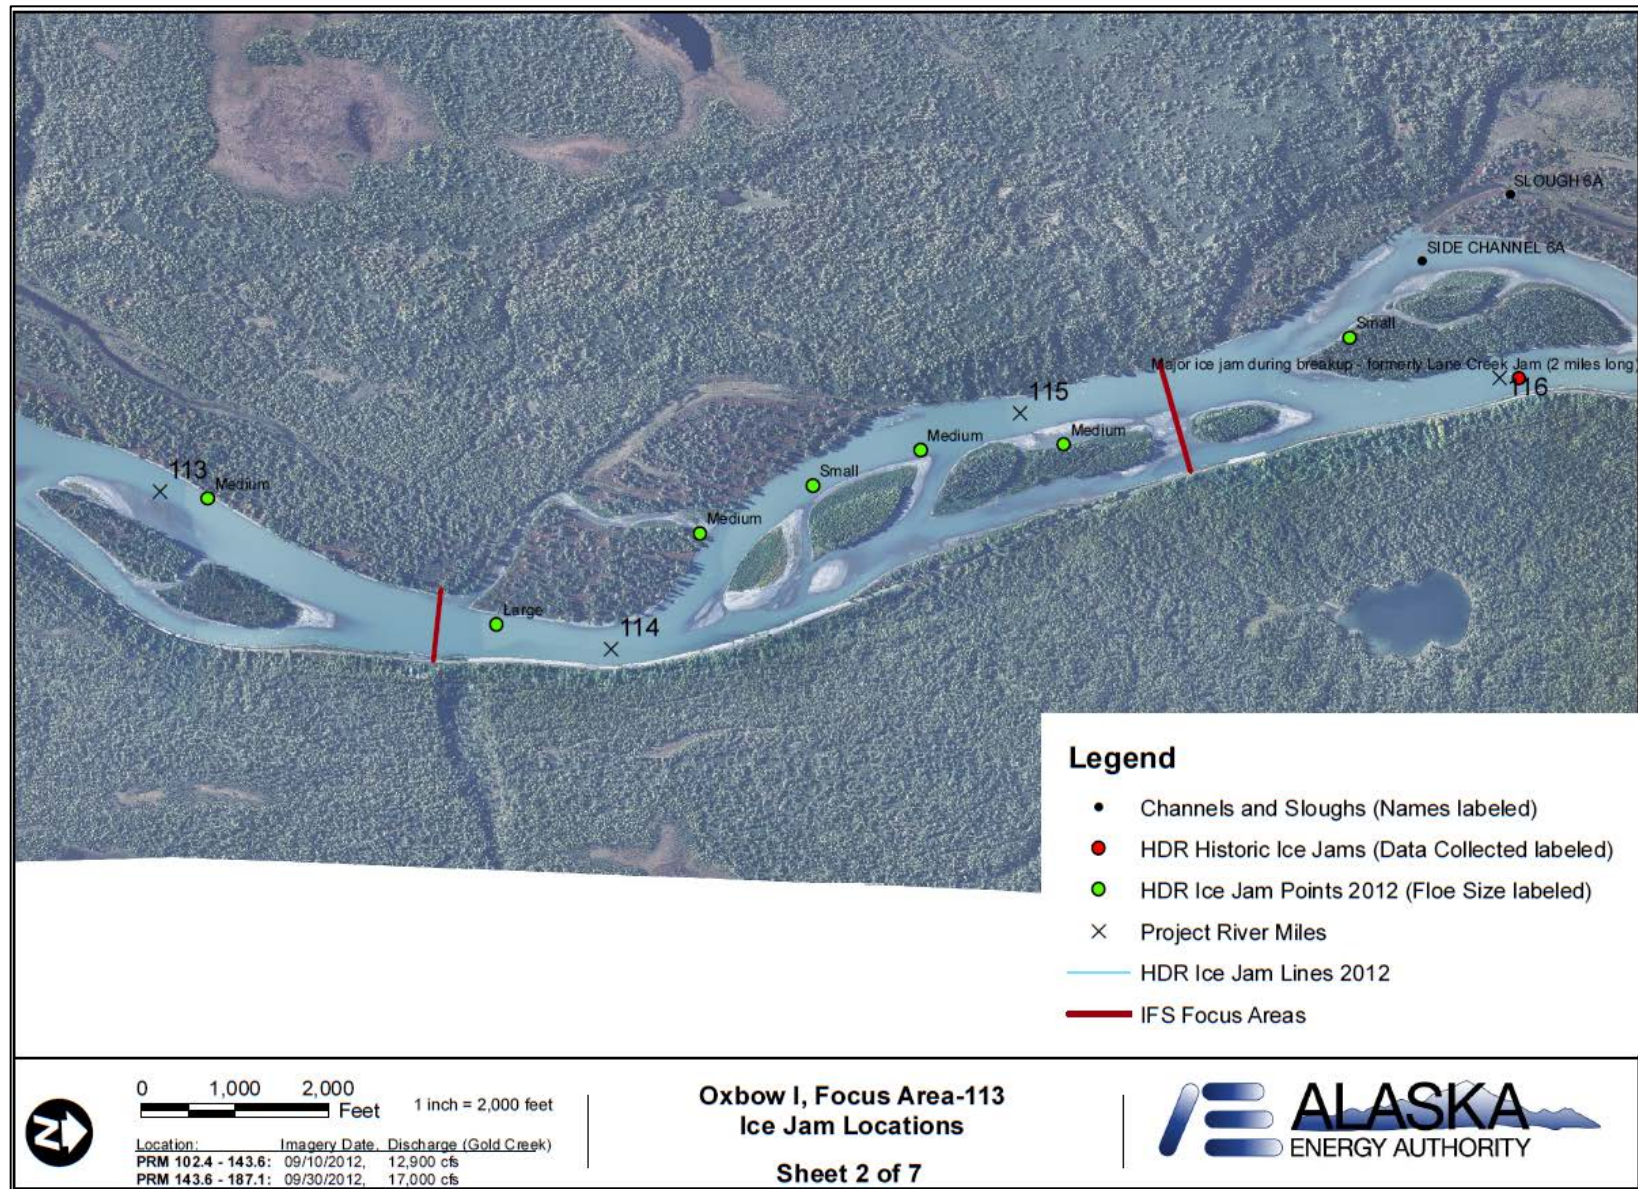 SLOUGH 6A
SIDE CHANNEL 6A
Small
Major ice jam during breakup - formerly Lane Creek Jam (2 miles long)
116
115
Medium
Medium
Small
113
Medium
Medium
Large
114
Legend
Channels and Sloughs (Names labeled)
HDR Historic Ice Jams (Data Collected labeled)
HDR Ice Jam Points 2012 (Floe Size labeled)
Project River Miles
HDR Ice Jam Lines 2012
IFS Focus Areas
N
0 1,000 2,000
Feet
1 inch = 2,000 feet
Location: Imagery Date, Discharge (Gold Creek)
PRM 102.4 - 143.6: 09/10/2012, 12,900 cfs
PRM 143.6 - 187.1: 09/30/2012, 17,000 cfs
Oxbow I, Focus Area-113
Ice Jam Locations
Sheet 2 of 7
ALASKA
ENERGY AUTHORITY